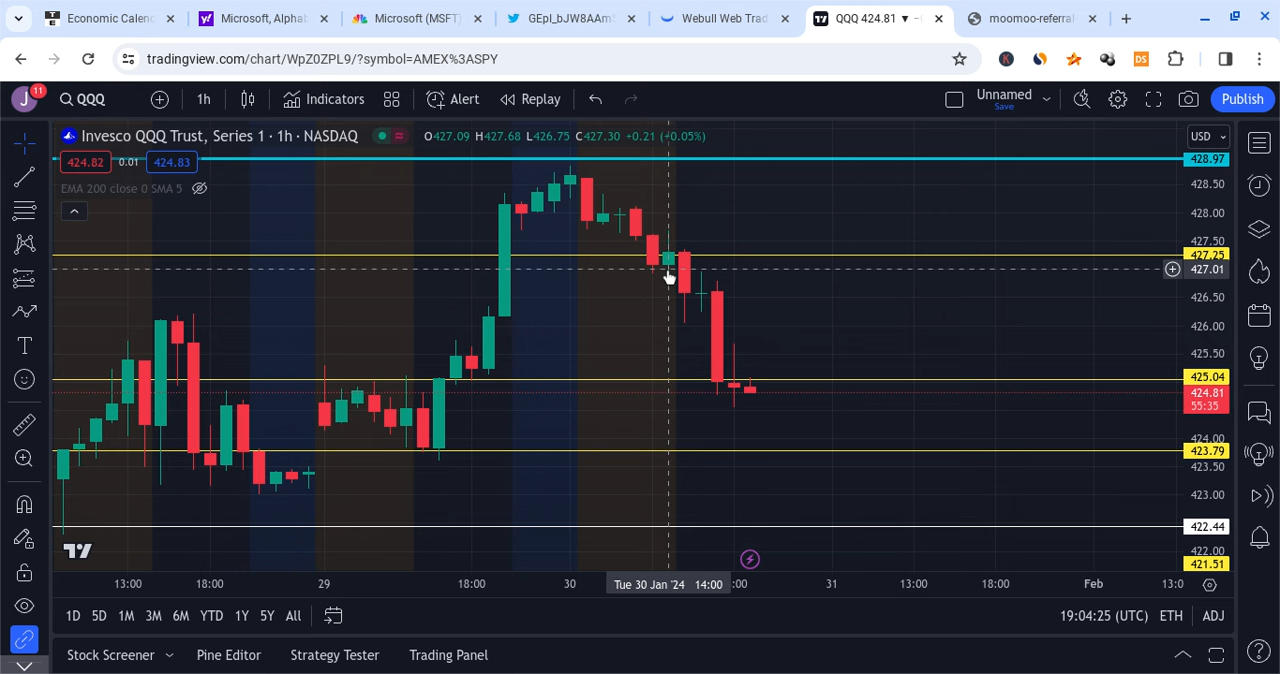 Economic Calen
Microsoft, Alphab
Microsoft (MSFT)
GEpI_bJW8AAm
Webull Web Trad
QQQ 424.81 ▼
moomoo-referral
tradingview.com/chart/WpZ0ZPL9/?symbol=AMEX%3ASPY
J
11
QQQ
1h
Indicators
Alert
Replay
Unnamed
Save
Publish
Invesco QQQ Trust, Series 1 · 1h · NASDAQ
O427.09 H427.68 L426.75 C427.30 +0.21 (+0.05%)
USD
424.82
0.01
424.83
EMA 200 close 0 SMA 5
428.97
428.50
428.00
427.50
427.25
427.01
426.50
426.00
425.50
425.04
424.81
55:35
424.00
423.79
423.50
423.00
422.44
422.00
421.51
13:00
18:00
29
18:00
30
Tue 30 Jan '24 14:00
:00
31
13:00
18:00
Feb
13:0
1D
5D
1M
3M
6M
YTD
1Y
5Y
All
19:04:25 (UTC)
ETH
ADJ
Stock Screener
Pine Editor
Strategy Tester
Trading Panel